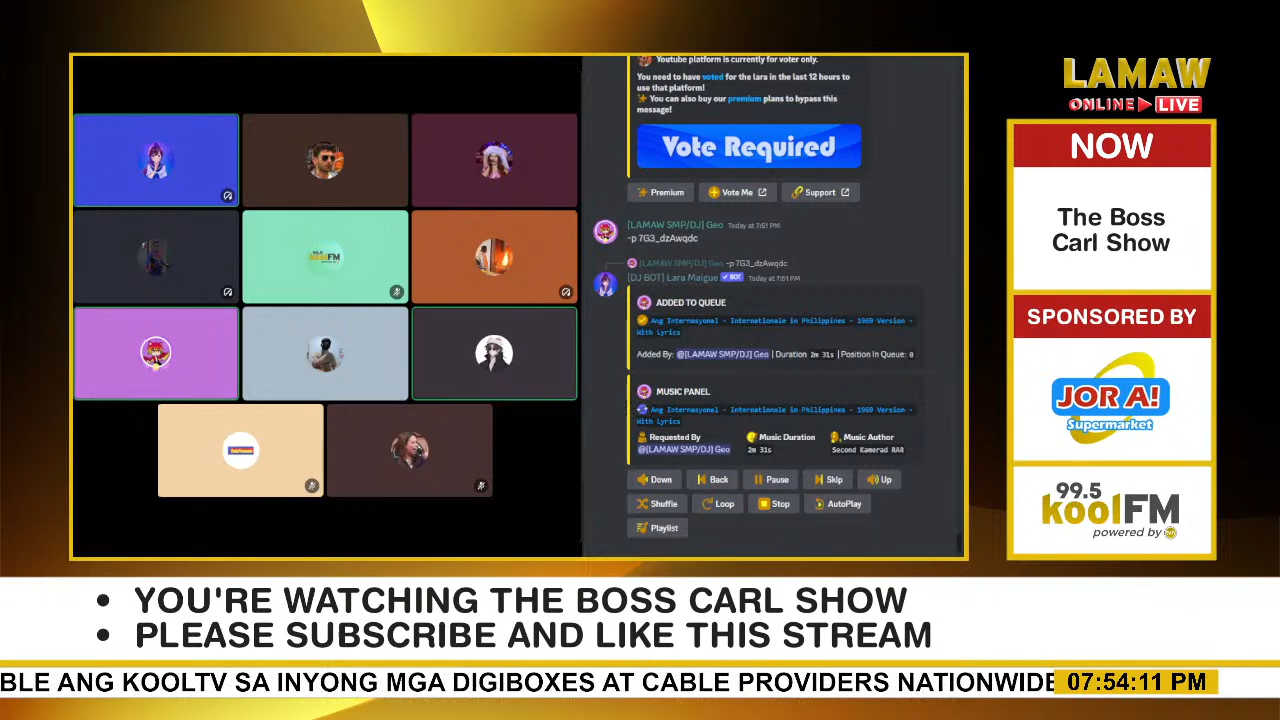 Youtube platform is currently for voter only.
You need to have voted for the lara in the last 12 hours to
use that platform!
You can also buy our premium plans to bypass this
message!
Vote Required
Premium
Vote Me
Support
[LAMAW SMP/DJ] Geo Today at 7:51 PM
-p 7G3_dzAwqdc
[LAMAW SMP/DJ] Geo -p 7G3_dzAwqdc
[DJ BOT] Lara Maigue BOT Today at 7:51 PM
ADDED TO QUEUE
Ang Internasyonal - Internationale in Philippines - 1969 Version -
With Lyrics
Added By: @[LAMAW SMP/DJ] Geo | Duration 2m 31s | Position In Queue: 0
MUSIC PANEL
Ang Internasyonal - Internationale in Philippines - 1969 Version -
With Lyrics
Requested By
Music Duration
Music Author
@[LAMAW SMP/DJ] Geo
2m 31s
Second Kamerad RAR
Down
Back
Pause
Skip
Up
Shuffle
Loop
Stop
AutoPlay
Playlist
99.5
koolFM
LAMAW
ONLINE LIVE
NOW
The Boss
Carl Show
SPONSORED BY
JOR A!
Supermarket
99.5
koolFM
powered by
• YOU'RE WATCHING THE BOSS CARL SHOW
• PLEASE SUBSCRIBE AND LIKE THIS STREAM
BLE ANG KOOLTV SA INYONG MGA DIGIBOXES AT CABLE PROVIDERS NATIONWIDE
07:54:11 PM